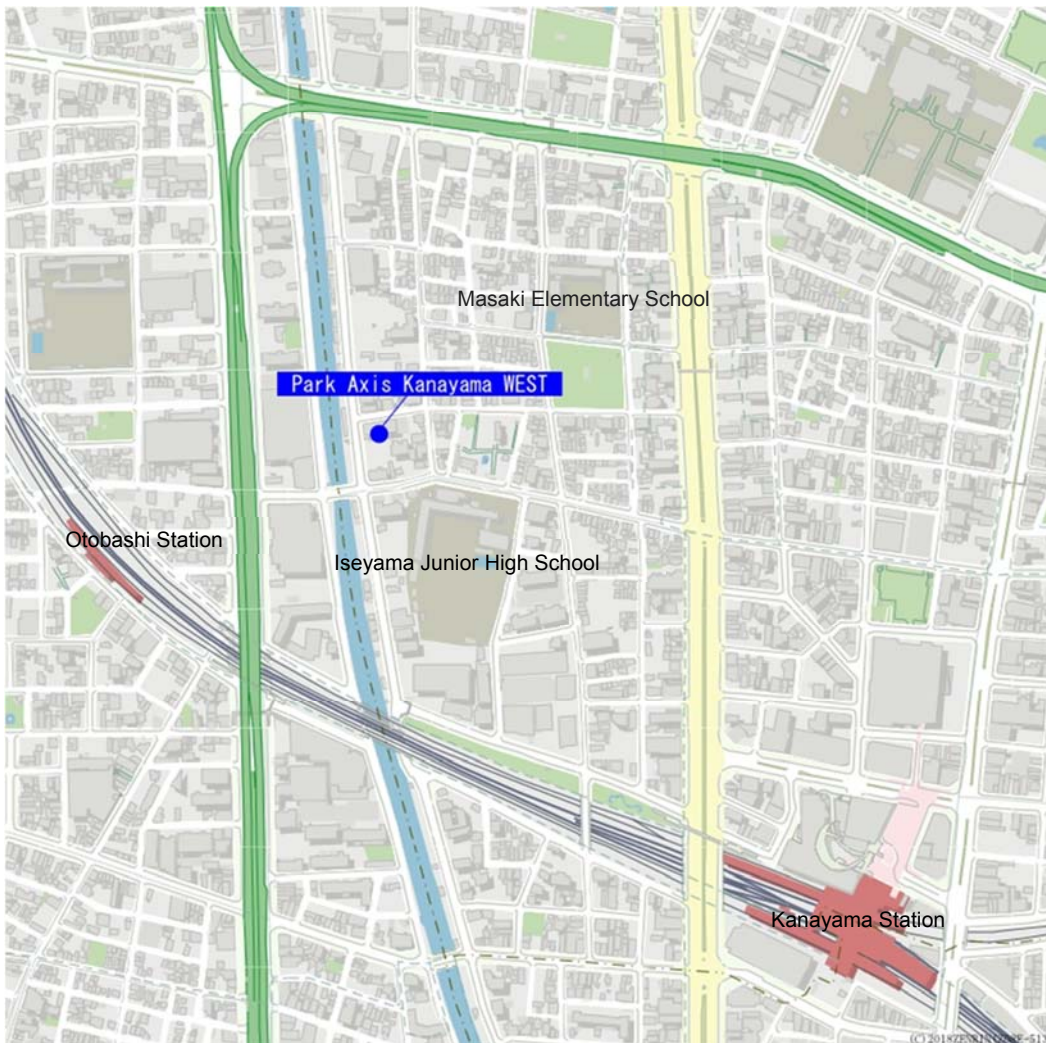 Masaki Elementary School
Park Axis Kanayama WEST
Otobashi Station
Iseyama Junior High School
Kanayama Station